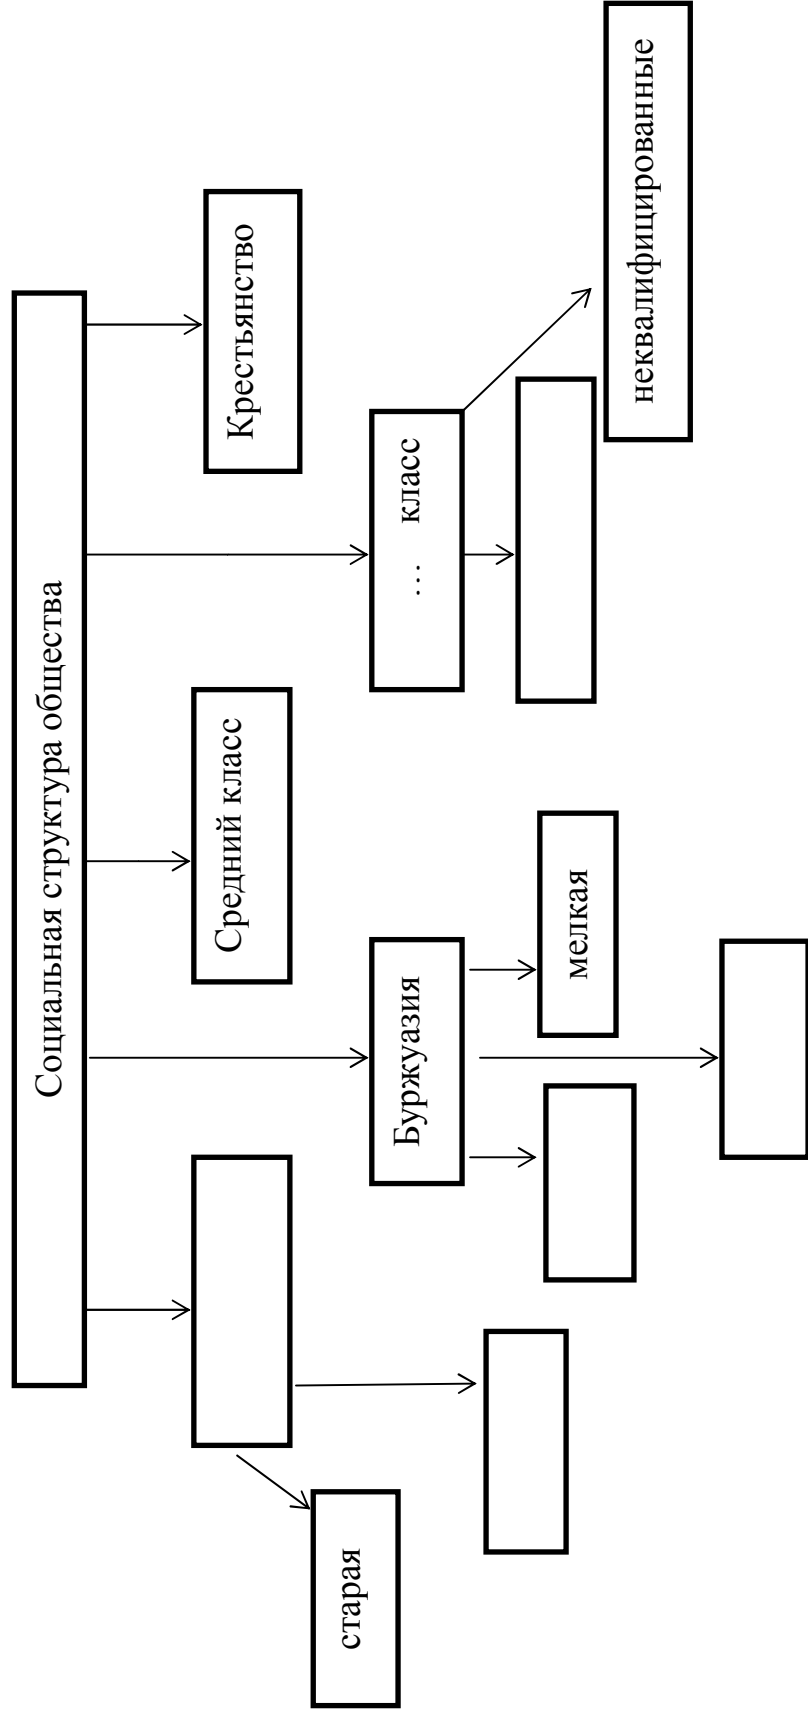 Социальная структура общества
Средний класс
Крестьянство
старая
Буржуазия
... класс
мелкая
неквалифицированные